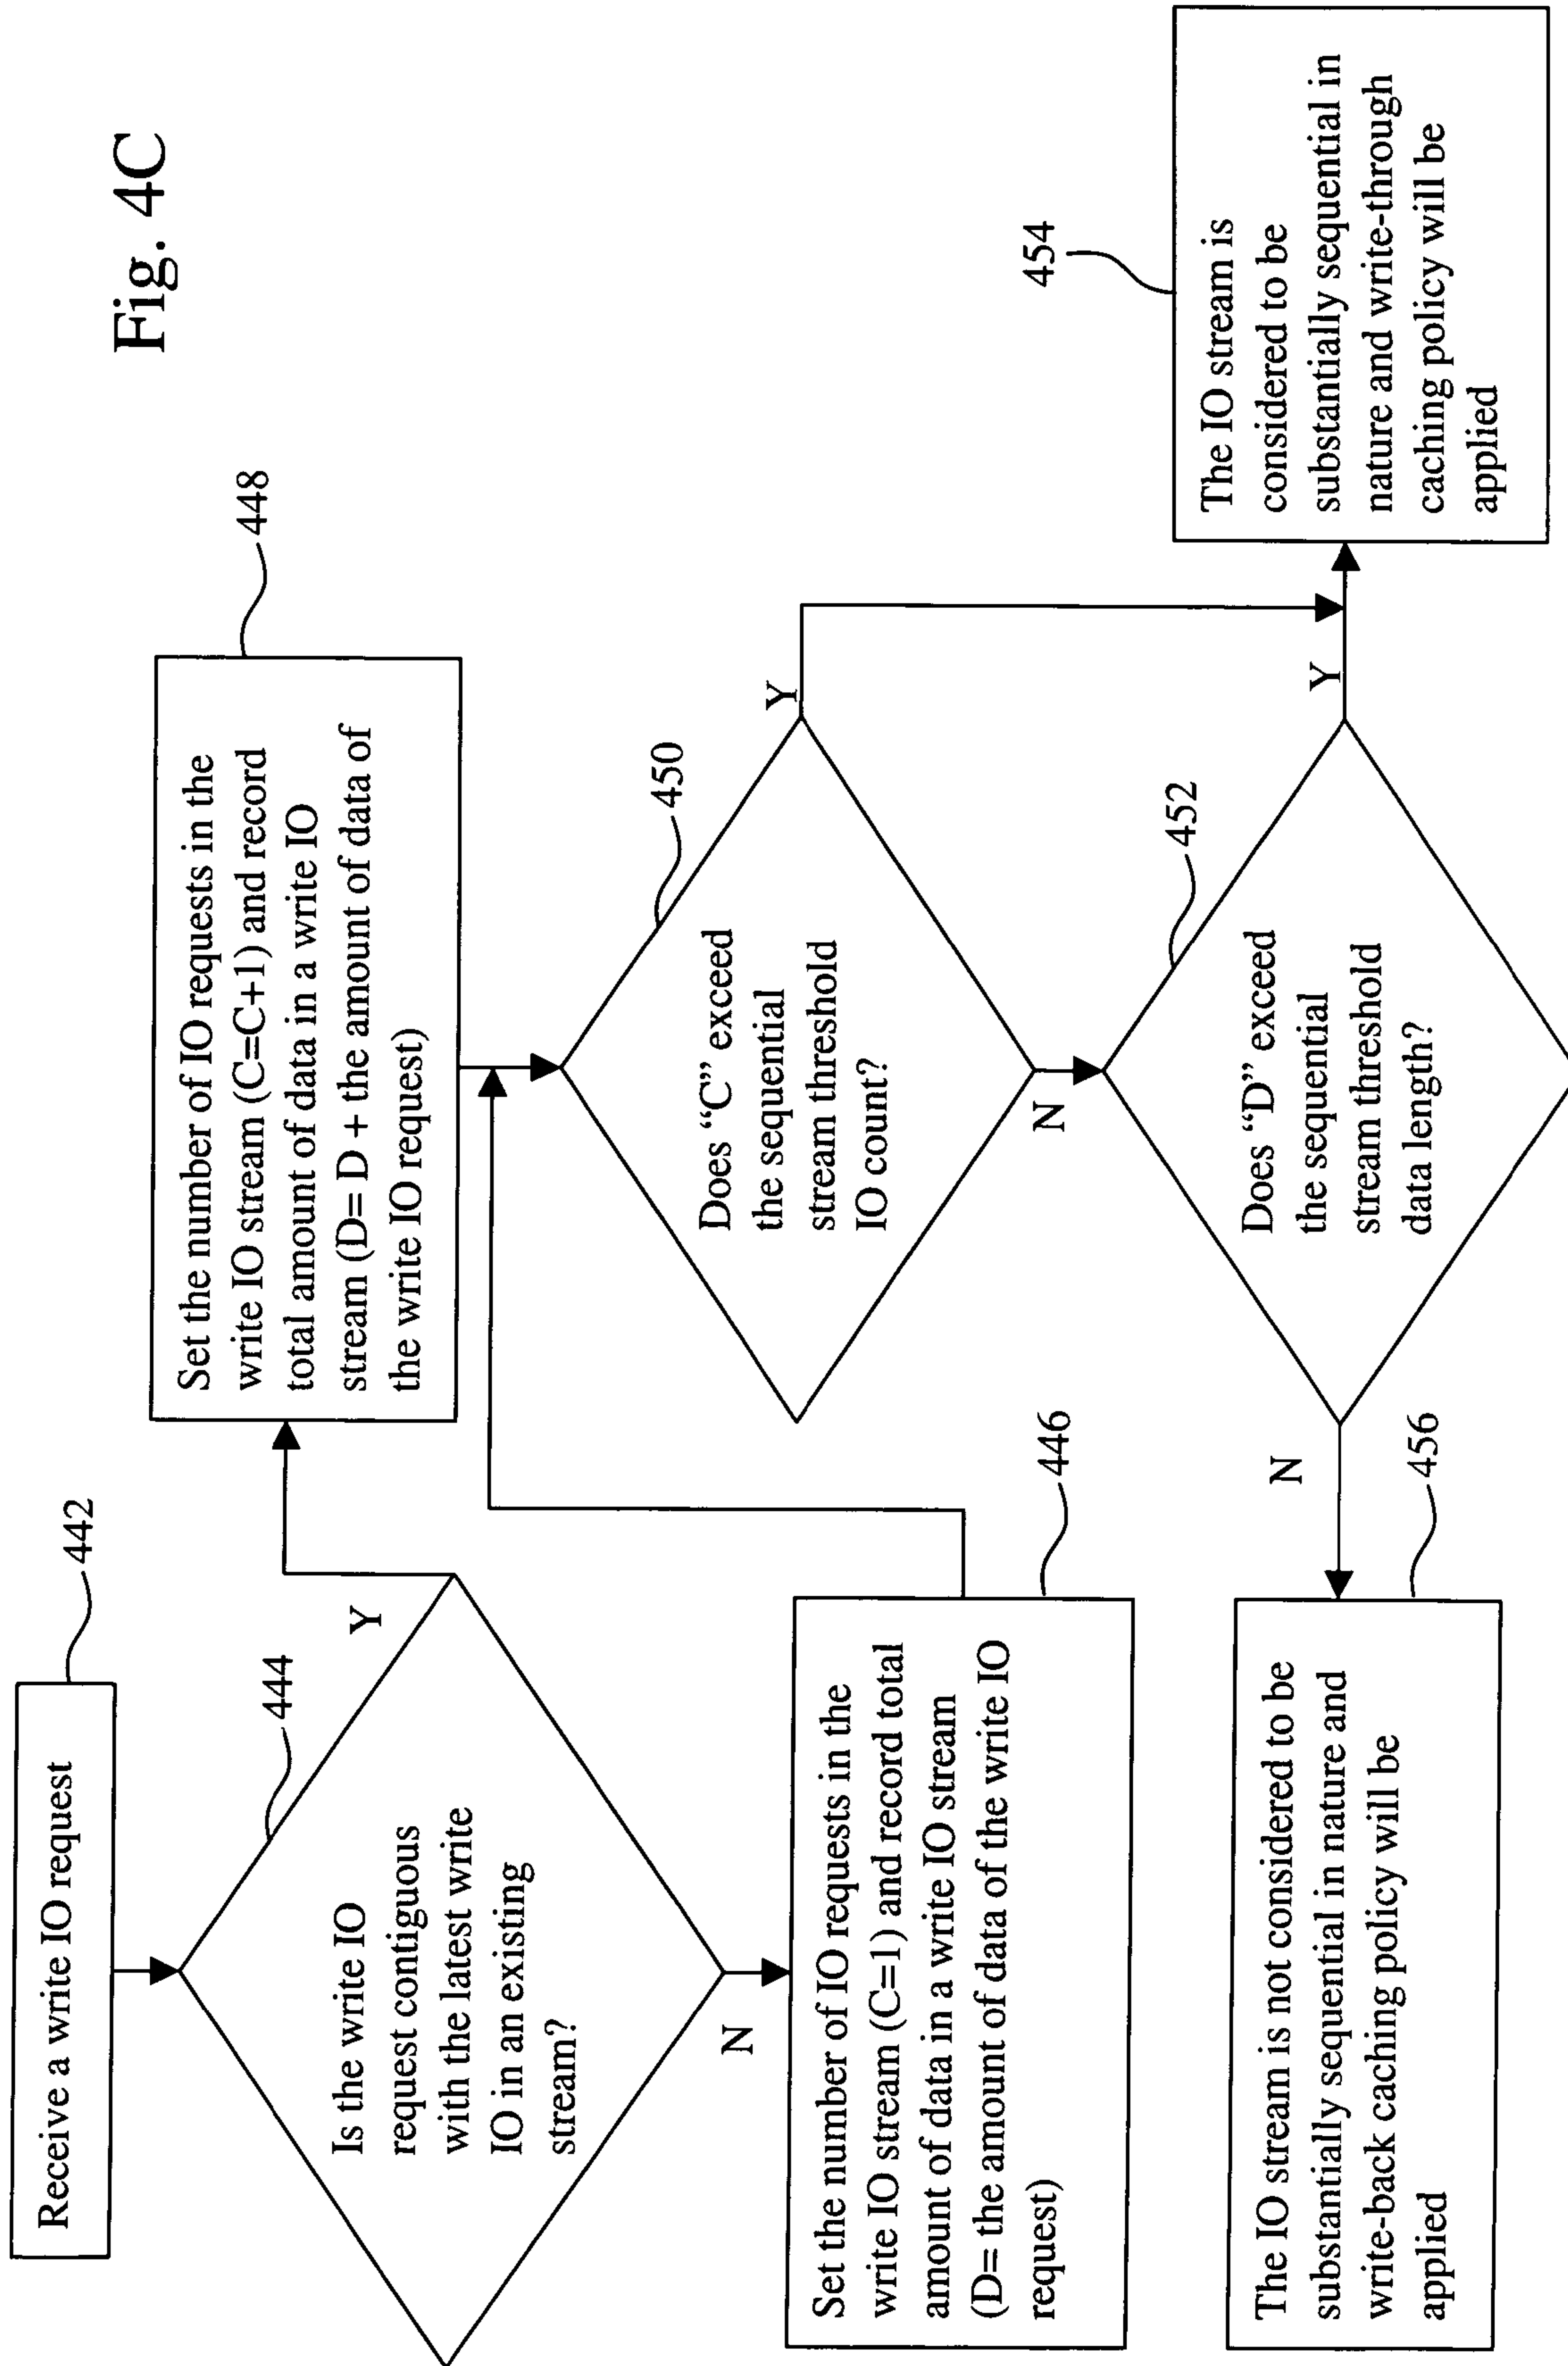 Fig. 4C
Receive a write IO request
442
444
Is the write IO
request contiguous
with the latest write
IO in an existing
stream?
Y
N
Set the number of IO requests in the
write IO stream (C=1) and record total
amount of data in a write IO stream
(D= the amount of data of the write IO
request)
446
Set the number of IO requests in the
write IO stream (C=C+1) and record
total amount of data in a write IO
stream (D= D + the amount of data of
the write IO request)
448
450
Does “C’” exceed
the sequential
stream threshold
IO count?
Y
N
452
Does “D” exceed
the sequential
stream threshold
data length?
Y
N
454
The IO stream is
considered to be
substantially sequential in
nature and write-through
caching policy will be
applied
456
The IO stream is not considered to be
substantially sequential in nature and
write-back caching policy will be
applied